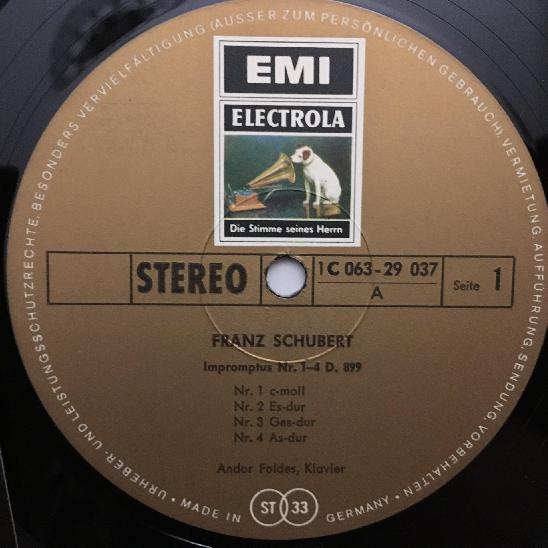 EMI
ELECTROLA
Die Stimme seines Herrn
STEREO
1 C 063-29 037
A
Seite 1
FRANZ SCHUBERT
Impromptus Nr. 1-4 D. 899
Nr. 1 c-moll
Nr. 2 Es-dur
Nr. 3 Ges-dur
Nr. 4 As-dur
Andor Foldes, Klavier
URHEBER- UND LEISTUNGSSCHUTZRECHTE, BESONDERS VERVIELFÄLTIGUNG (AUSSER ZUM PERSÖNLICHEN GEBRAUCH), VERMIETUNG, AUFFÜHRUNG, SENDUNG, VORBEHALTEN •
• MADE IN ST 33 GERMANY •